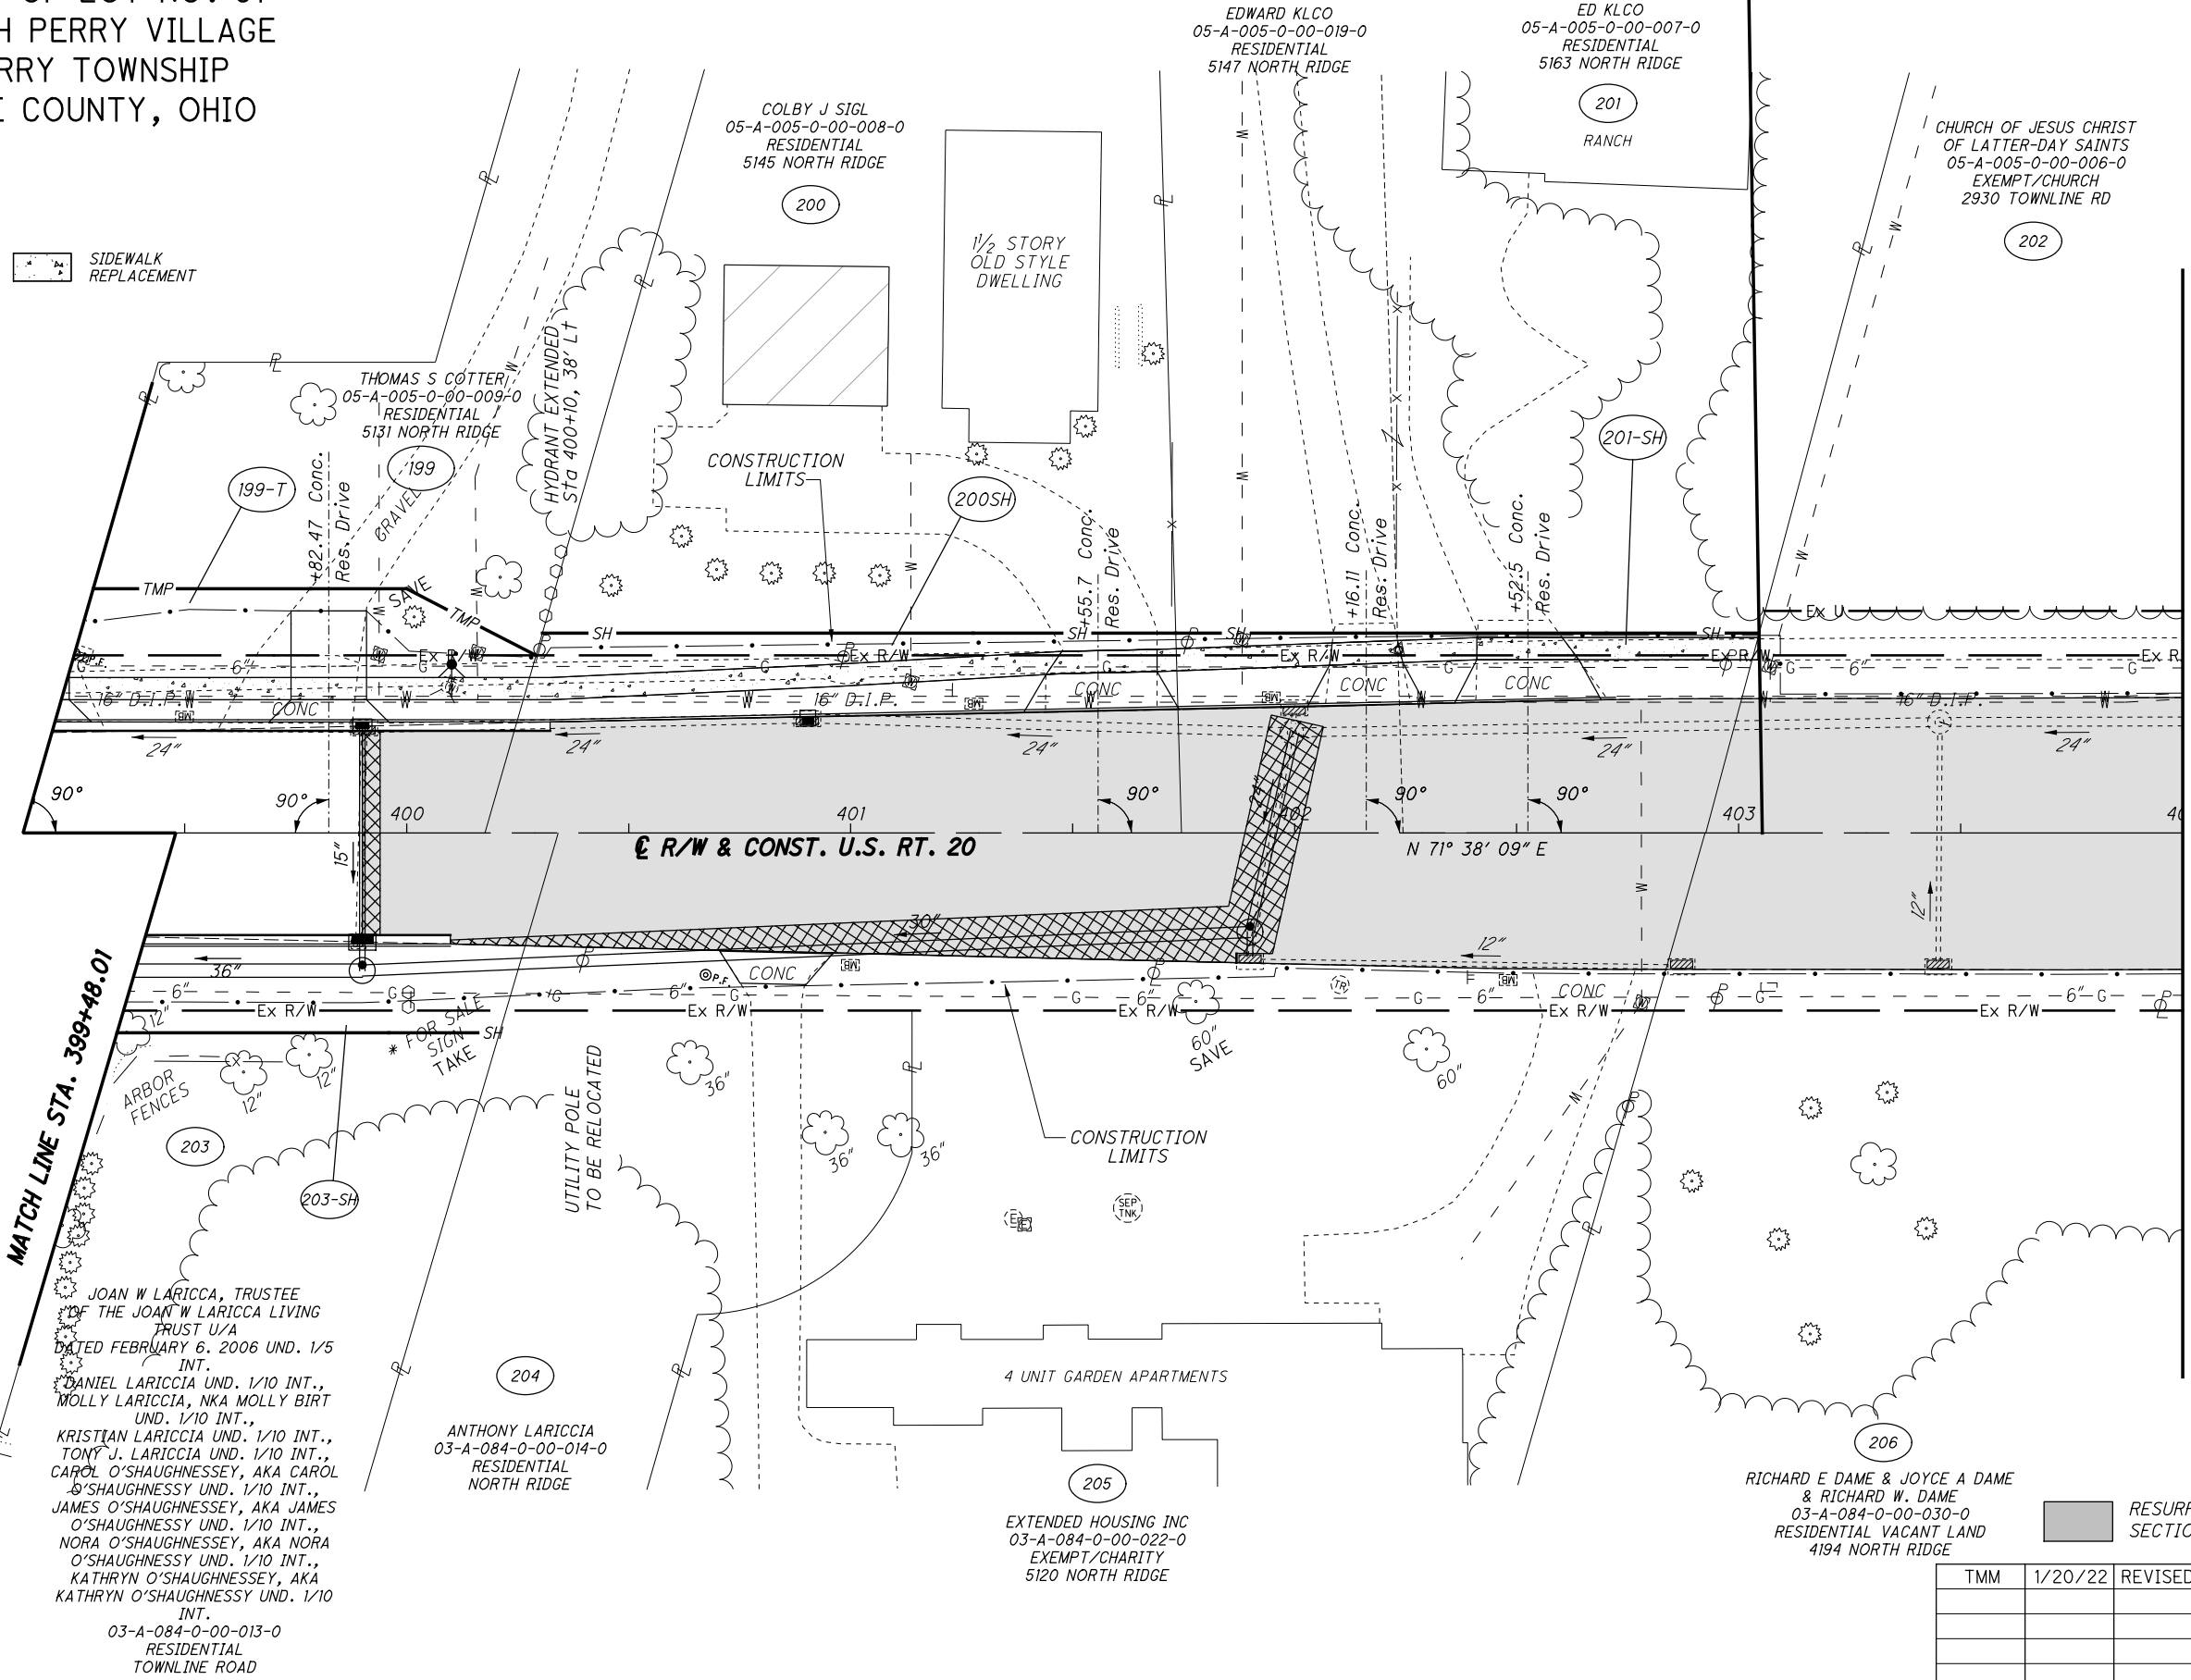 H PERRY VILLAGE
RRY TOWNSHIP
E COUNTY, OHIO
SIDEWALK
REPLACEMENT
EDWARD KLCO
05-A-005-0-00-019-0
RESIDENTIAL
5147 NORTH RIDGE
ED KLCO
05-A-005-0-00-007-0
RESIDENTIAL
5163 NORTH RIDGE
201
RANCH
COLBY J SIGL
05-A-005-0-00-008-0
RESIDENTIAL
5145 NORTH RIDGE
200
1½ STORY
OLD STYLE
DWELLING
CHURCH OF JESUS CHRIST
OF LATTER-DAY SAINTS
05-A-005-0-00-006-0
EXEMPT/CHURCH
2930 TOWNLINE RD
202
THOMAS S COTTER
05-A-005-0-00-009-0
RESIDENTIAL
5131 NORTH RIDGE
199
199-T
GRAVEL
SAVE
HYDRANT EXTENDED
Sta 400+10, 38' Lt
CONSTRUCTION
LIMITS
200SH
201-SH
+82.47 Conc.
Res. Drive
+55.7 Conc.
Res. Drive
+16.11 Conc.
Res. Drive
+52.5 Conc.
Res. Drive
TMP
TMP
SH
SH
SH
SH
Ex U
Ex R/W
Ex R/W
Ex R/W
Ex R/W
Ex R
6"
G
G
G
G
6"
G
16" D.I.P.
W
W
W
16" D.I.P.
W
W
W
16" D.I.P.
W
CONC
CONC
CONC
CONC
24"
24"
24"
24"
24"
90°
90°
90°
90°
90°
400
401
402
403
40
℄ R/W & CONST. U.S. RT. 20
N 71° 38' 09" E
15"
24"
30"
36"
12"
12"
P.F.
CONC
CONC
TR
6"
G
6"
G
G
6"
G
G
6"
G
Ex R/W
Ex R/W
Ex R/W
Ex R/W
Ex R/W
SH
* FOR SALE
SIGN
TAKE
12"
12"
12"
ARBOR
FENCES
MATCH LINE STA. 399+48.01
203
203-SH
UTILITY POLE
TO BE RELOCATED
36"
36"
36"
60"
SAVE
60"
CONSTRUCTION
LIMITS
SEP
TNK
E
E
4 UNIT GARDEN APARTMENTS
JOAN W LARICCA, TRUSTEE
OF THE JOAN W LARICCA LIVING
TRUST U/A
DATED FEBRUARY 6. 2006 UND. 1/5
INT.
DANIEL LARICCIA UND. 1/10 INT.,
MOLLY LARICCIA, NKA MOLLY BIRT
UND. 1/10 INT.,
KRISTIAN LARICCIA UND. 1/10 INT.,
TONY J. LARICCIA UND. 1/10 INT.,
CAROL O'SHAUGHNESSEY, AKA CAROL
O'SHAUGHNESSY UND. 1/10 INT.,
JAMES O'SHAUGHNESSEY, AKA JAMES
O'SHAUGHNESSY UND. 1/10 INT.,
NORA O'SHAUGHNESSEY, AKA NORA
O'SHAUGHNESSY UND. 1/10 INT.,
KATHRYN O'SHAUGHNESSEY, AKA
KATHRYN O'SHAUGHNESSY UND. 1/10
INT.
03-A-084-0-00-013-0
RESIDENTIAL
TOWNLINE ROAD
204
ANTHONY LARICCIA
03-A-084-0-00-014-0
RESIDENTIAL
NORTH RIDGE
205
EXTENDED HOUSING INC
03-A-084-0-00-022-0
EXEMPT/CHARITY
5120 NORTH RIDGE
206
RICHARD E DAME & JOYCE A DAME
& RICHARD W. DAME
03-A-084-0-00-030-0
RESIDENTIAL VACANT LAND
4194 NORTH RIDGE
RESURF
SECTIO
TMM 1/20/22 REVISED